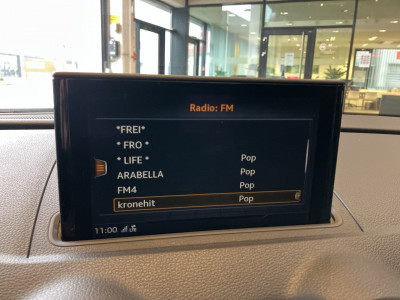 Radio: FM
*FREI*
* FRO *
* LIFE * Pop
ARABELLA Pop
FM4 Pop
kronehit Pop
11:00